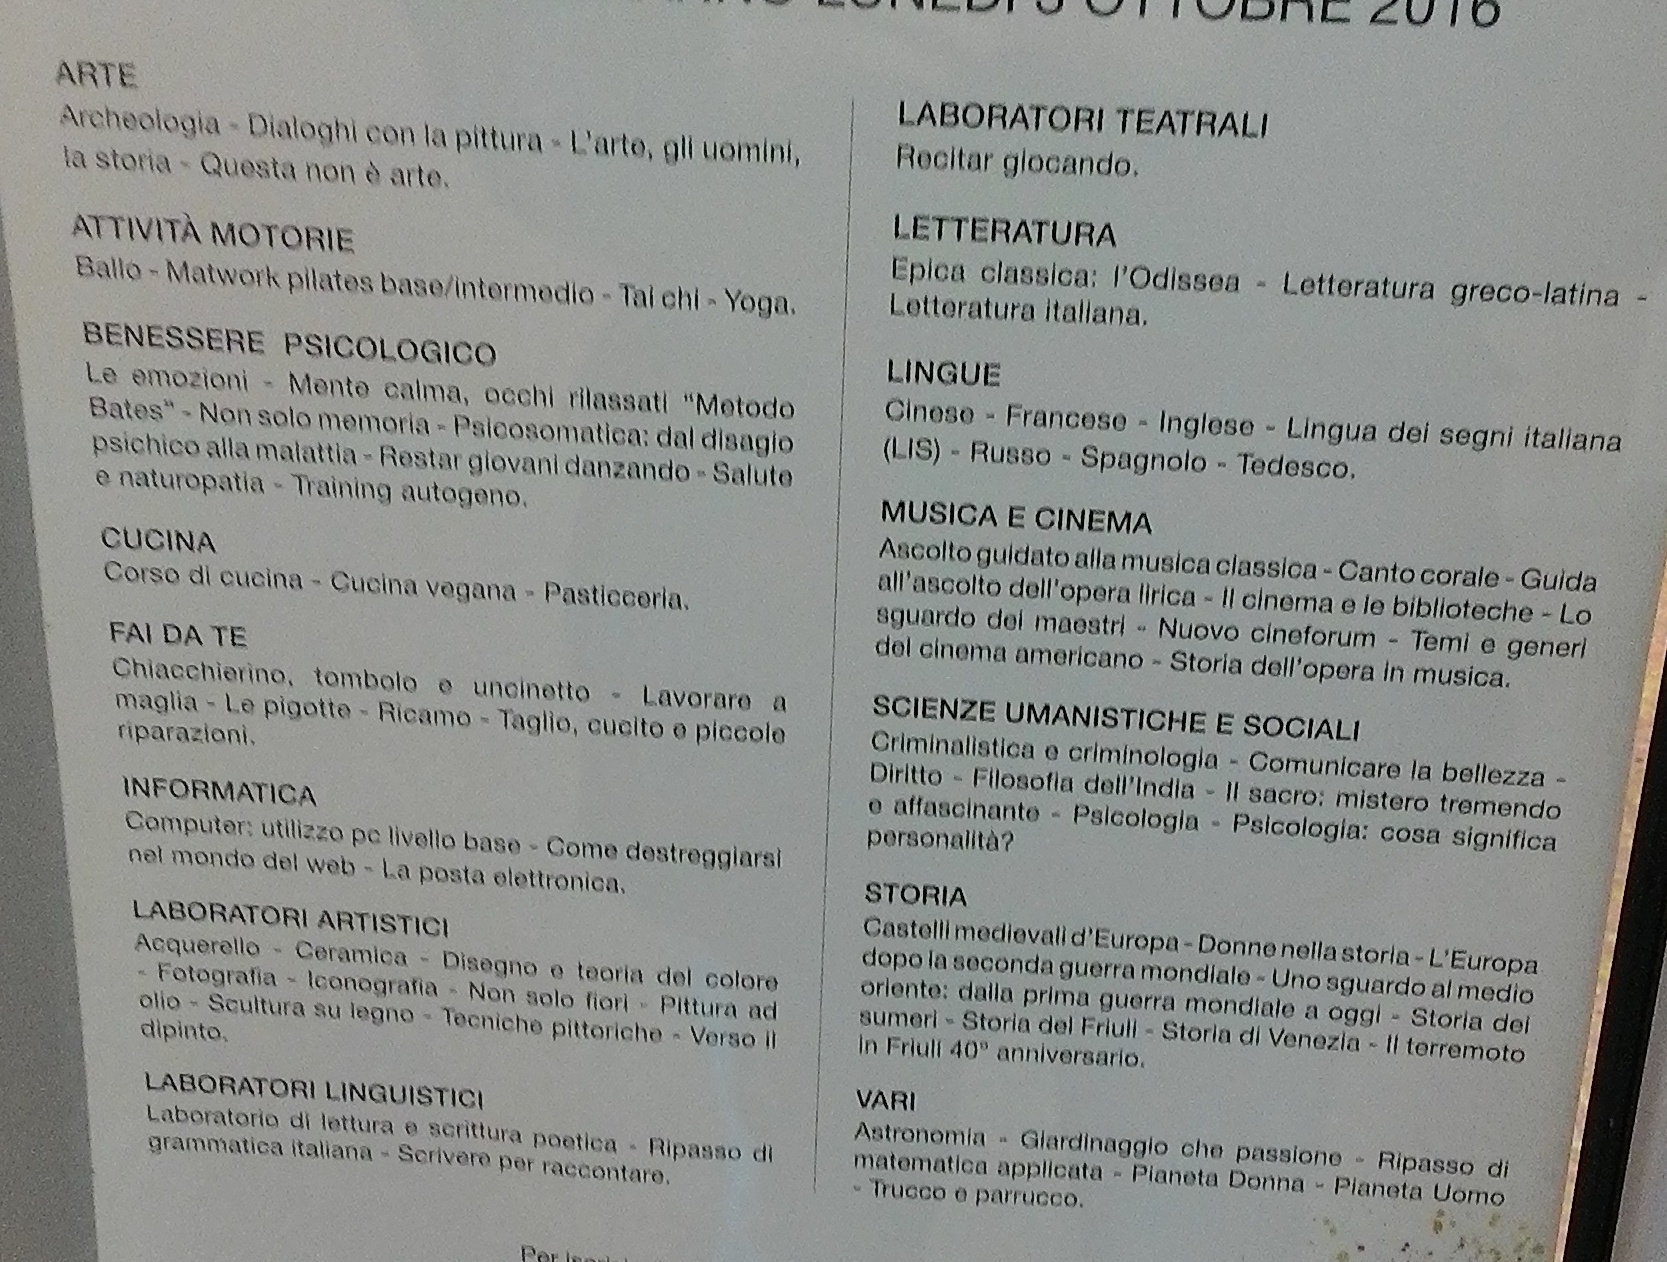 LUNEDÌ 3 OTTOBRE 2016
ARTE
Archeologia - Dialoghi con la pittura - L'arte, gli uomini,
la storia - Questa non è arte.
ATTIVITÀ MOTORIE
Ballo - Matwork pilates base/intermedio - Tai chi - Yoga.
BENESSERE PSICOLOGICO
Le emozioni - Mente calma, occhi rilassati "Metodo
Bates" - Non solo memoria - Psicosomatica: dal disagio
psichico alla malattia - Restar giovani danzando - Salute
e naturopatia - Training autogeno.
CUCINA
Corso di cucina - Cucina vegana - Pasticceria.
FAI DA TE
Chiacchierino, tombolo e uncinetto - Lavorare a
maglia - Le pigotte - Ricamo - Taglio, cucito e piccole
riparazioni.
INFORMATICA
Computer: utilizzo pc livello base - Come destreggiarsi
nel mondo del web - La posta elettronica.
LABORATORI ARTISTICI
Acquerello - Ceramica - Disegno e teoria del colore
- Fotografia - Iconografia - Non solo fiori - Pittura ad
olio - Scultura su legno - Tecniche pittoriche - Verso il
dipinto.
LABORATORI LINGUISTICI
Laboratorio di lettura e scrittura poetica - Ripasso di
grammatica italiana - Scrivere per raccontare.
LABORATORI TEATRALI
Recitar giocando.
LETTERATURA
Epica classica: l'Odissea - Letteratura greco-latina -
Letteratura italiana.
LINGUE
Cinese - Francese - Inglese - Lingua dei segni italiana
(LIS) - Russo - Spagnolo - Tedesco.
MUSICA E CINEMA
Ascolto guidato alla musica classica - Canto corale - Guida
all'ascolto dell'opera lirica - Il cinema e le biblioteche - Lo
sguardo dei maestri - Nuovo cineforum - Temi e generi
del cinema americano - Storia dell'opera in musica.
SCIENZE UMANISTICHE E SOCIALI
Criminalistica e criminologia - Comunicare la bellezza -
Diritto - Filosofia dell'India - Il sacro: mistero tremendo
e affascinante - Psicologia - Psicologia: cosa significa
personalità?
STORIA
Castelli medievali d'Europa - Donne nella storia - L'Europa
dopo la seconda guerra mondiale - Uno sguardo al medio
oriente: dalla prima guerra mondiale a oggi - Storia dei
sumeri - Storia del Friuli - Storia di Venezia - Il terremoto
in Friuli 40° anniversario.
VARI
Astronomia - Giardinaggio che passione - Ripasso di
matematica applicata - Pianeta Donna - Pianeta Uomo
- Trucco e parrucco.
Per